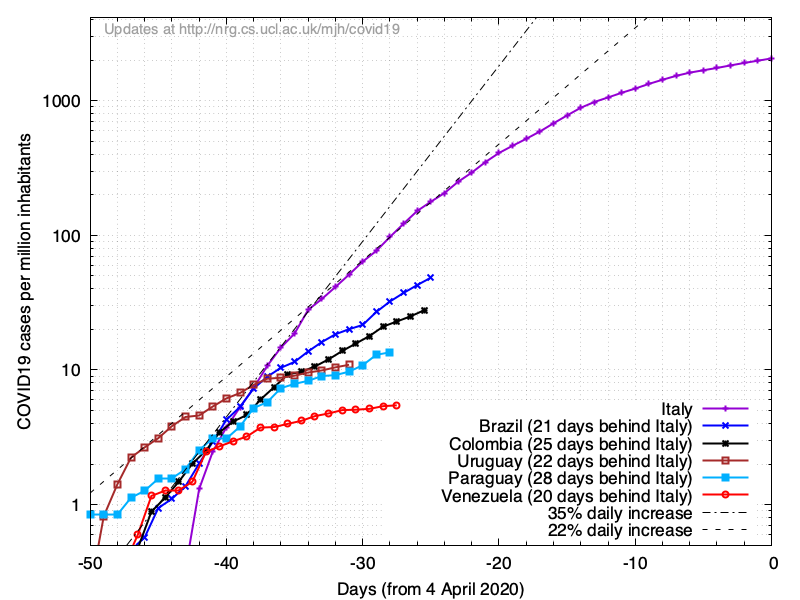 Updates at http://nrg.cs.ucl.ac.uk/mjh/covid19
COVID19 cases per million inhabitants
1000
100
10
1
Italy
Brazil (21 days behind Italy)
Colombia (25 days behind Italy)
Uruguay (22 days behind Italy)
Paraguay (28 days behind Italy)
Venezuela (20 days behind Italy)
35% daily increase
22% daily increase
-50 -40 -30 -20 -10 0
Days (from 4 April 2020)